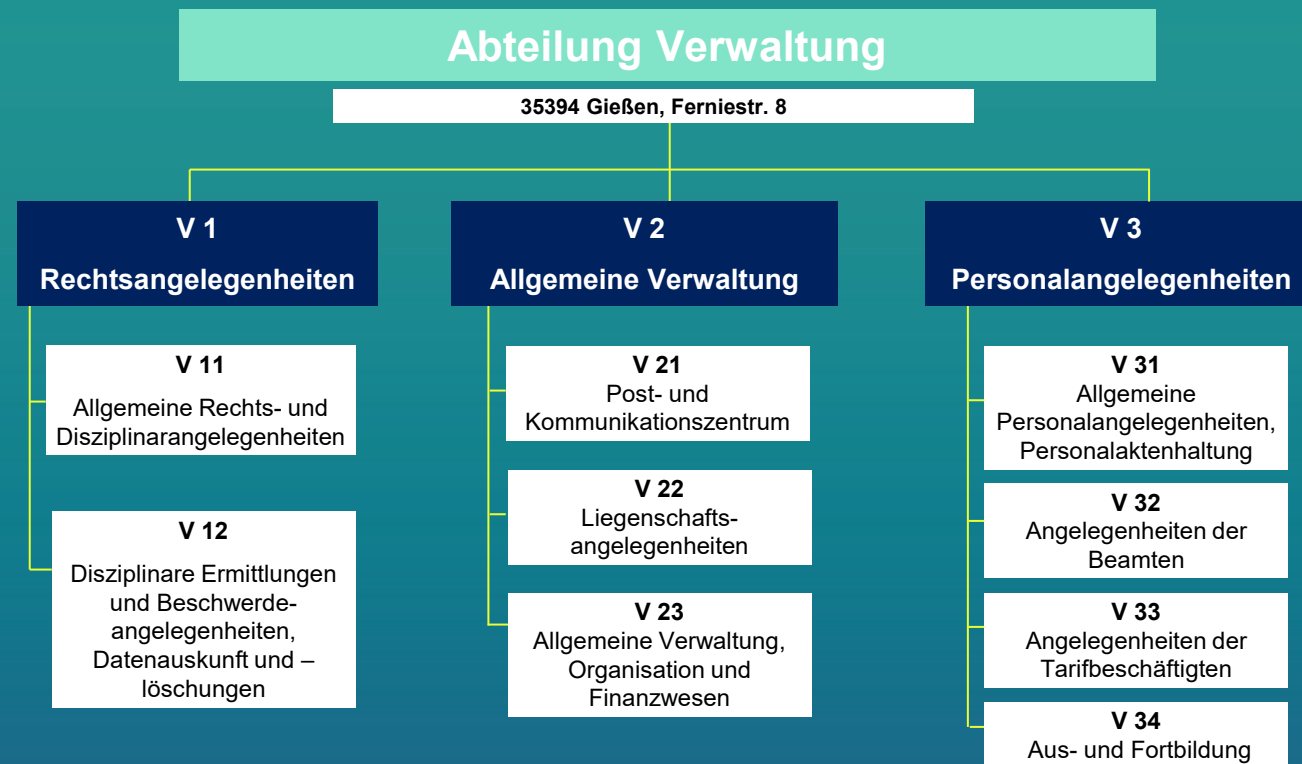 Abteilung Verwaltung
35394 Gießen, Ferniestr. 8
V 1
Rechtsangelegenheiten
V 11
Allgemeine Rechts- und
Disziplinarangelegenheiten
V 12
Disziplinare Ermittlungen
und Beschwerde-
angelegenheiten,
Datenauskunft und –
löschungen
V 2
Allgemeine Verwaltung
V 21
Post- und
Kommunikationszentrum
V 22
Liegenschafts-
angelegenheiten
V 23
Allgemeine Verwaltung,
Organisation und
Finanzwesen
V 3
Personalangelegenheiten
V 31
Allgemeine
Personalangelegenheiten,
Personalaktenhaltung
V 32
Angelegenheiten der
Beamten
V 33
Angelegenheiten der
Tarifbeschäftigten
V 34
Aus- und Fortbildung